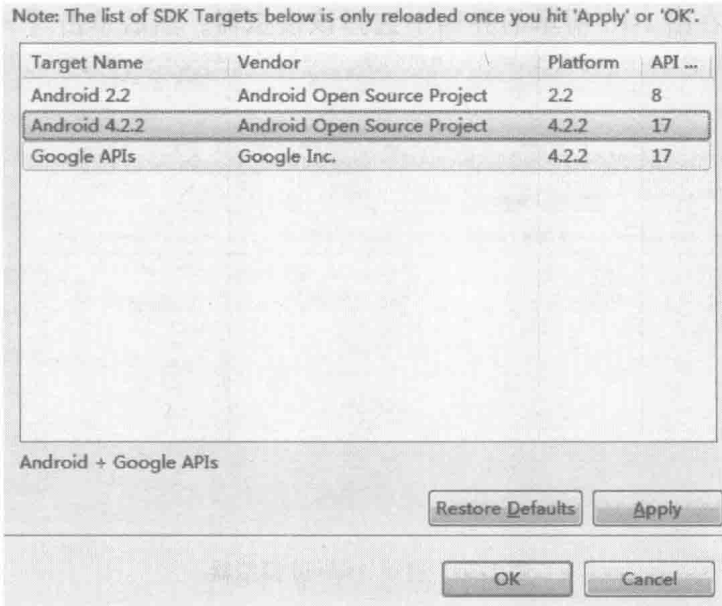 Note: The list of SDK Targets below is only reloaded once you hit 'Apply' or 'OK'.
Target Name Vendor Platform API ...
Android 2.2 Android Open Source Project 2.2 8
Android 4.2.2 Android Open Source Project 4.2.2 17
Google APIs Google Inc. 4.2.2 17
Android + Google APIs
Restore Defaults Apply
OK Cancel